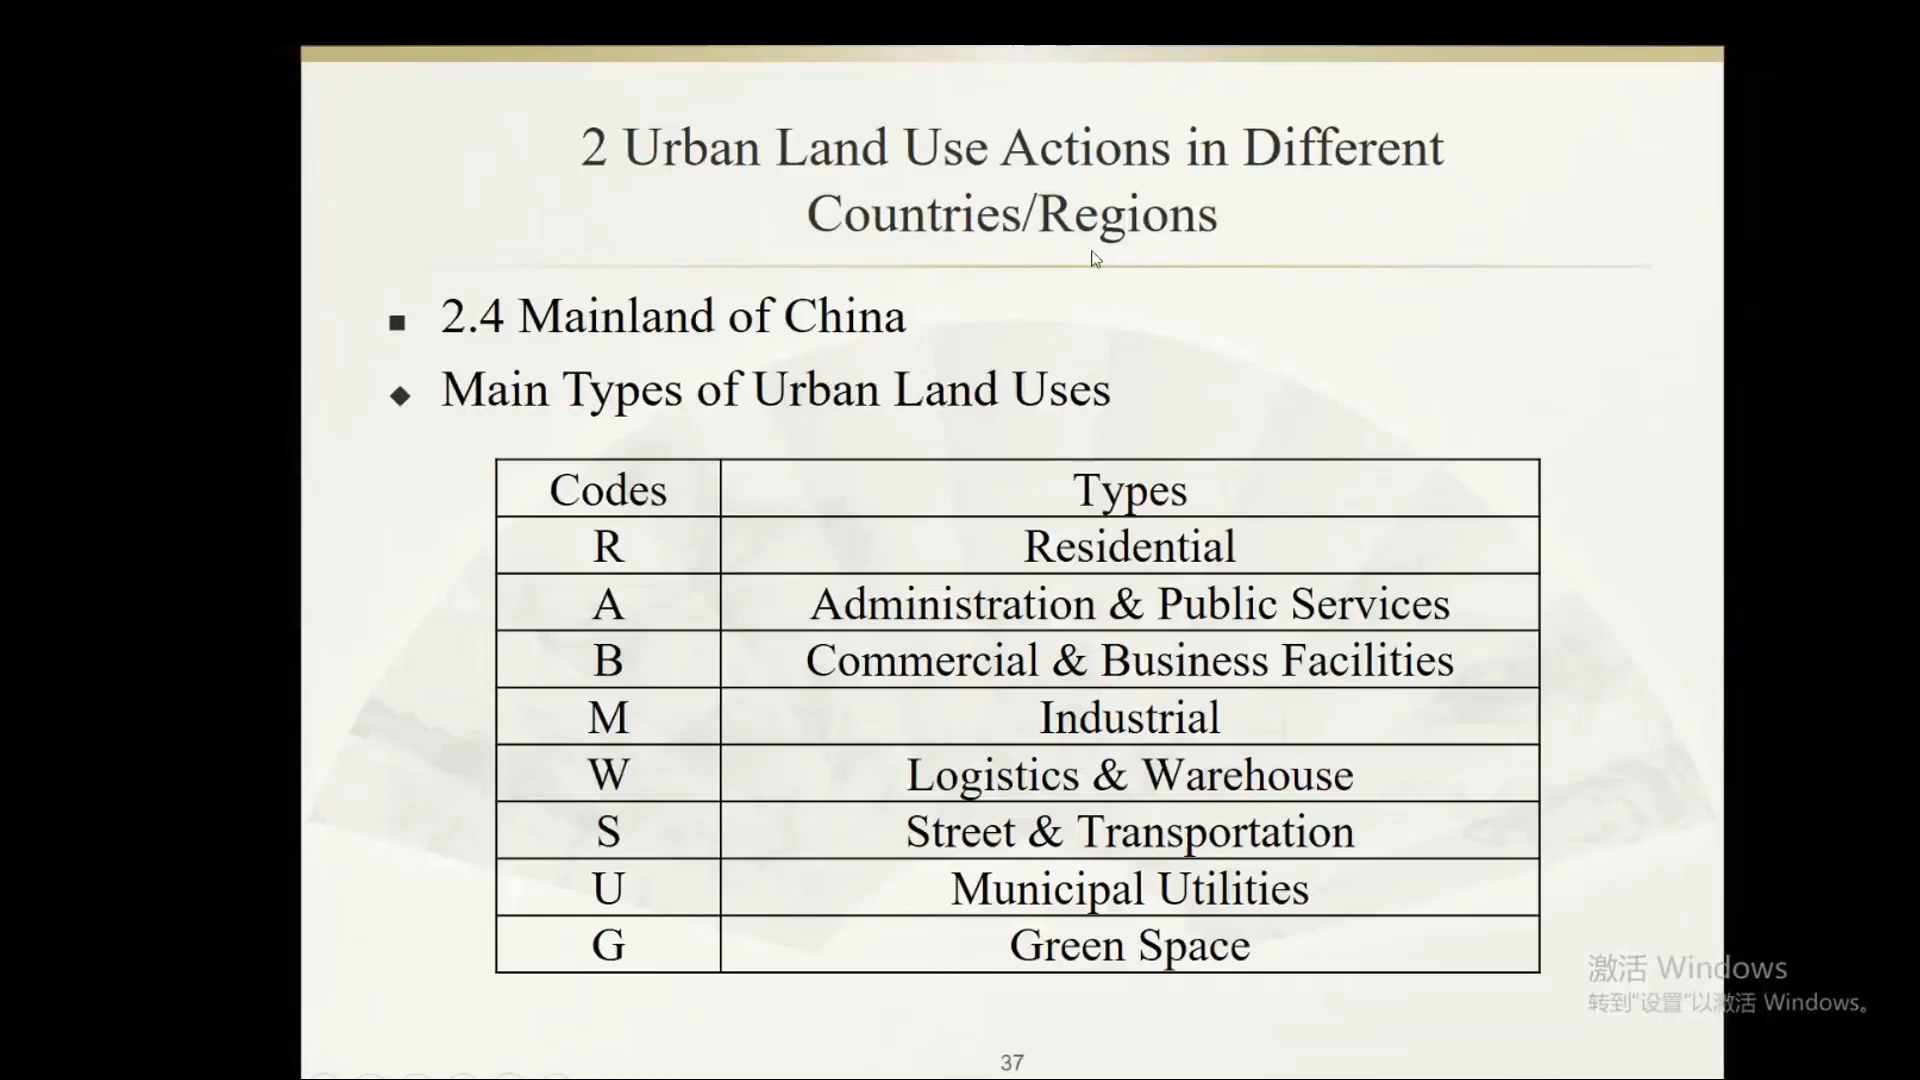 2 Urban Land Use Actions in Different
Countries/Regions
2.4 Mainland of China
Main Types of Urban Land Uses
Codes Types
R Residential
A Administration & Public Services
B Commercial & Business Facilities
M Industrial
W Logistics & Warehouse
S Street & Transportation
U Municipal Utilities
G Green Space
激活 Windows
转到“设置”以激活 Windows。
37